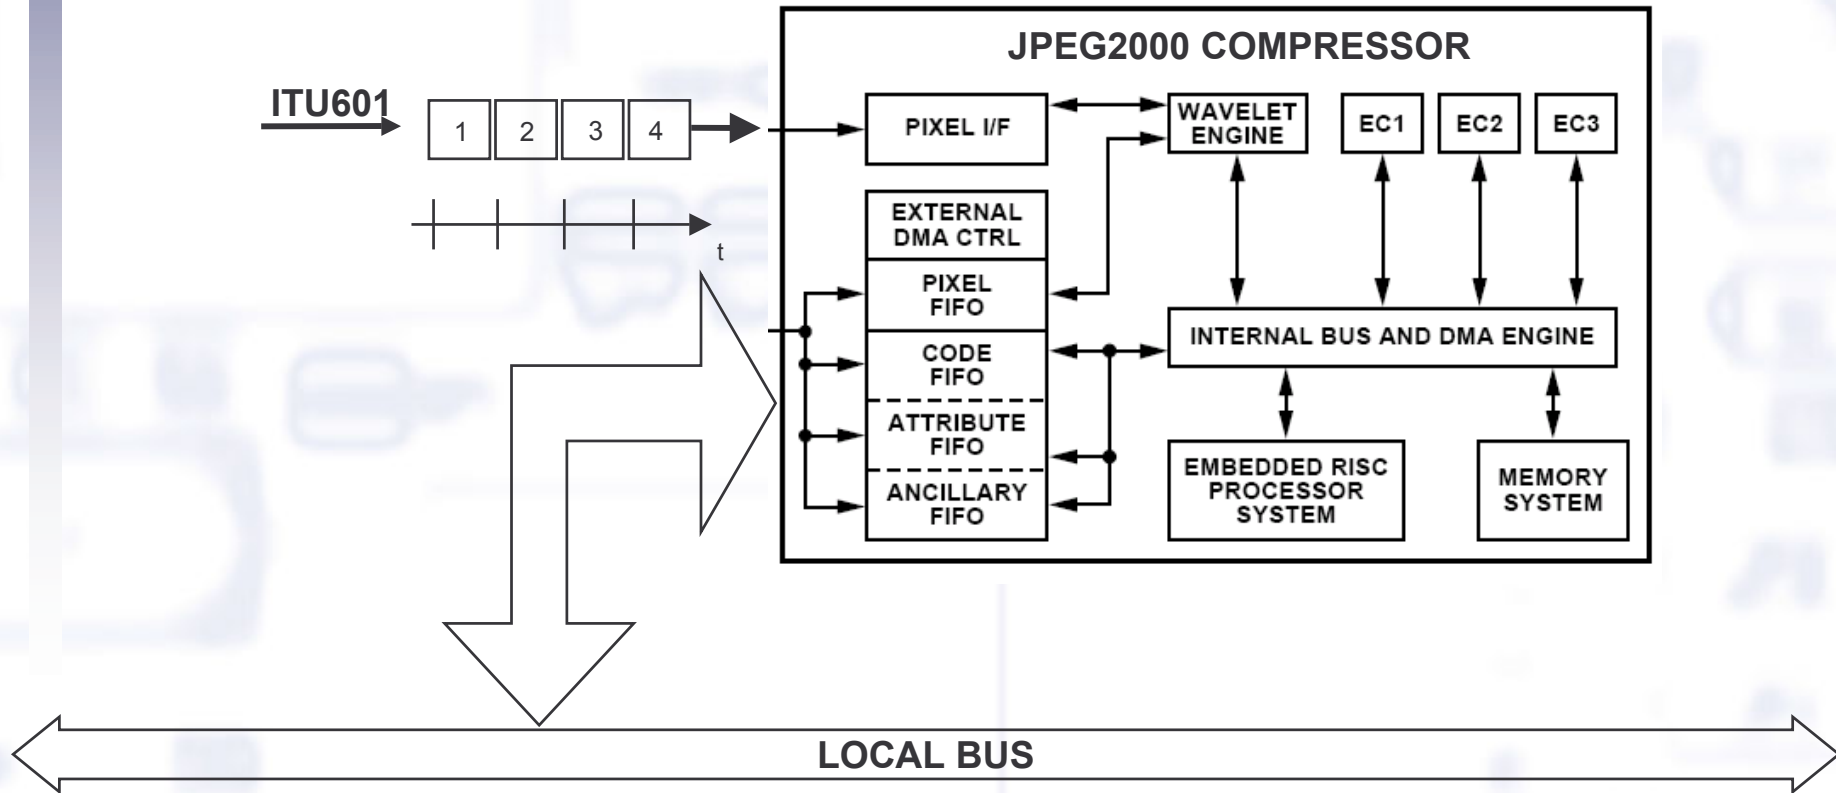 JPEG2000 COMPRESSOR
ITU601
1 2 3 4
t
PIXEL I/F
WAVELET
ENGINE
EC1
EC2
EC3
EXTERNAL
DMA CTRL
PIXEL
FIFO
CODE
FIFO
ATTRIBUTE
FIFO
ANCILLARY
FIFO
INTERNAL BUS AND DMA ENGINE
EMBEDDED RISC
PROCESSOR
SYSTEM
MEMORY
SYSTEM
LOCAL BUS